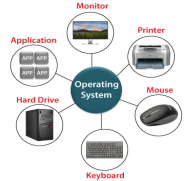 Monitor
Application
Printer
APP APP
APP APP
Operating
System
Hard Drive
Mouse
Keyboard